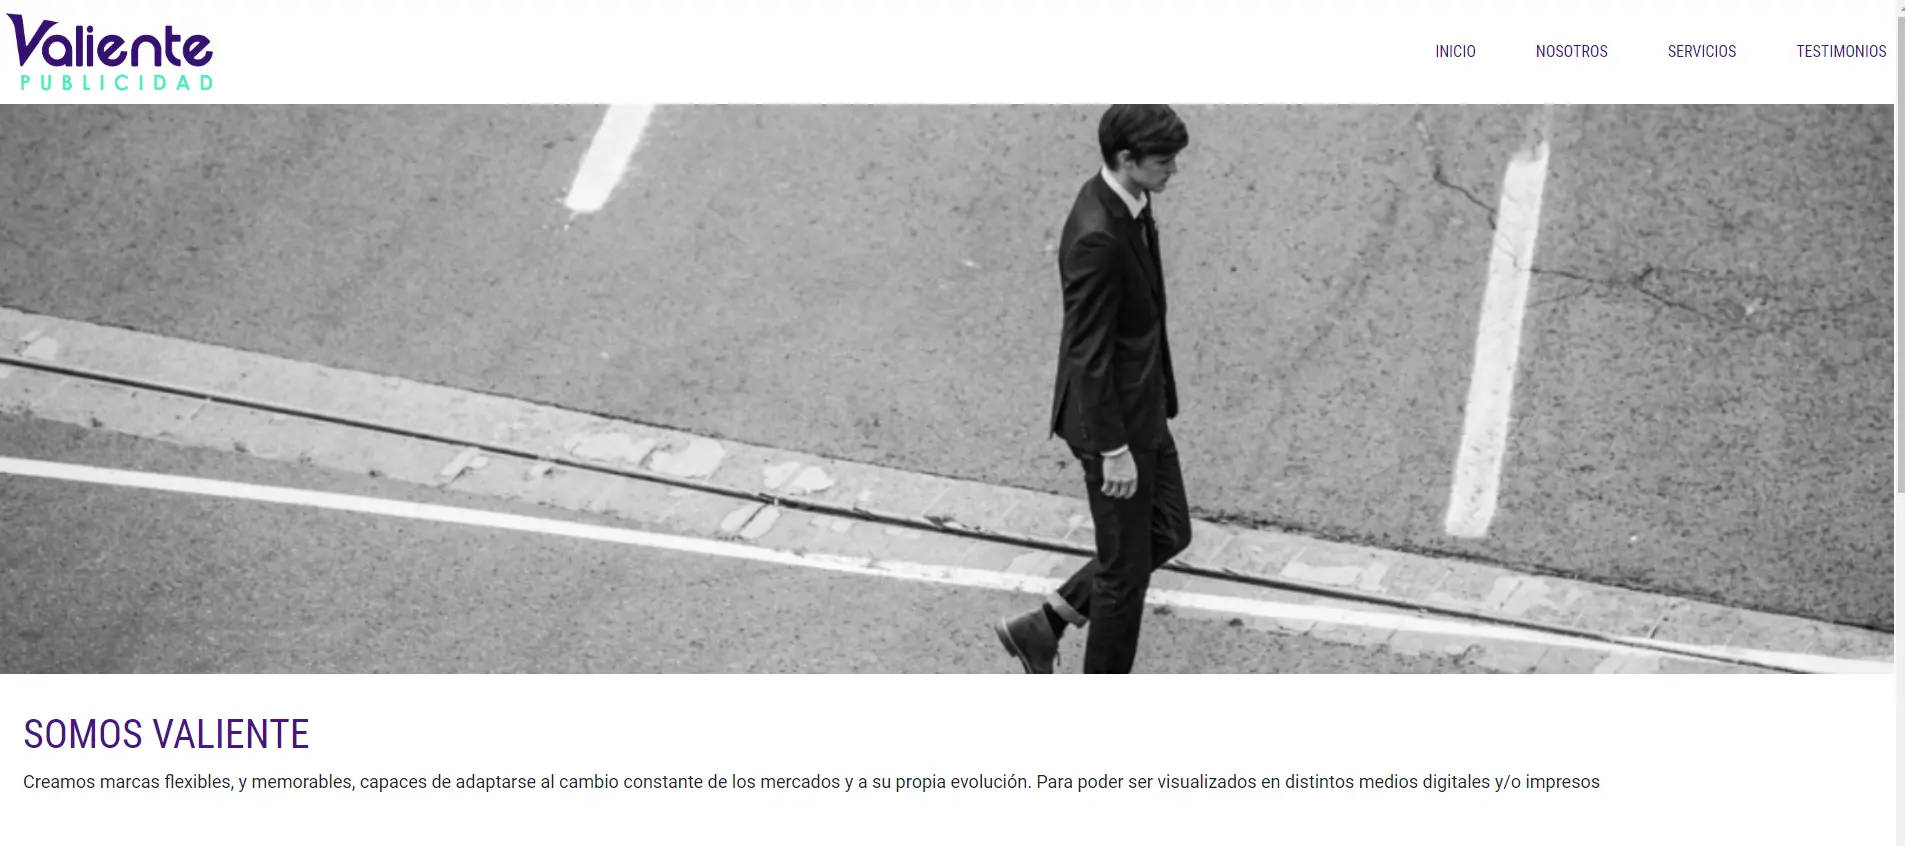 Valiente
PUBLICIDAD
INICIO
NOSOTROS
SERVICIOS
TESTIMONIOS
SOMOS VALIENTE
Creamos marcas flexibles, y memorables, capaces de adaptarse al cambio constante de los mercados y a su propia evolución. Para poder ser visualizados en distintos medios digitales y/o impresos